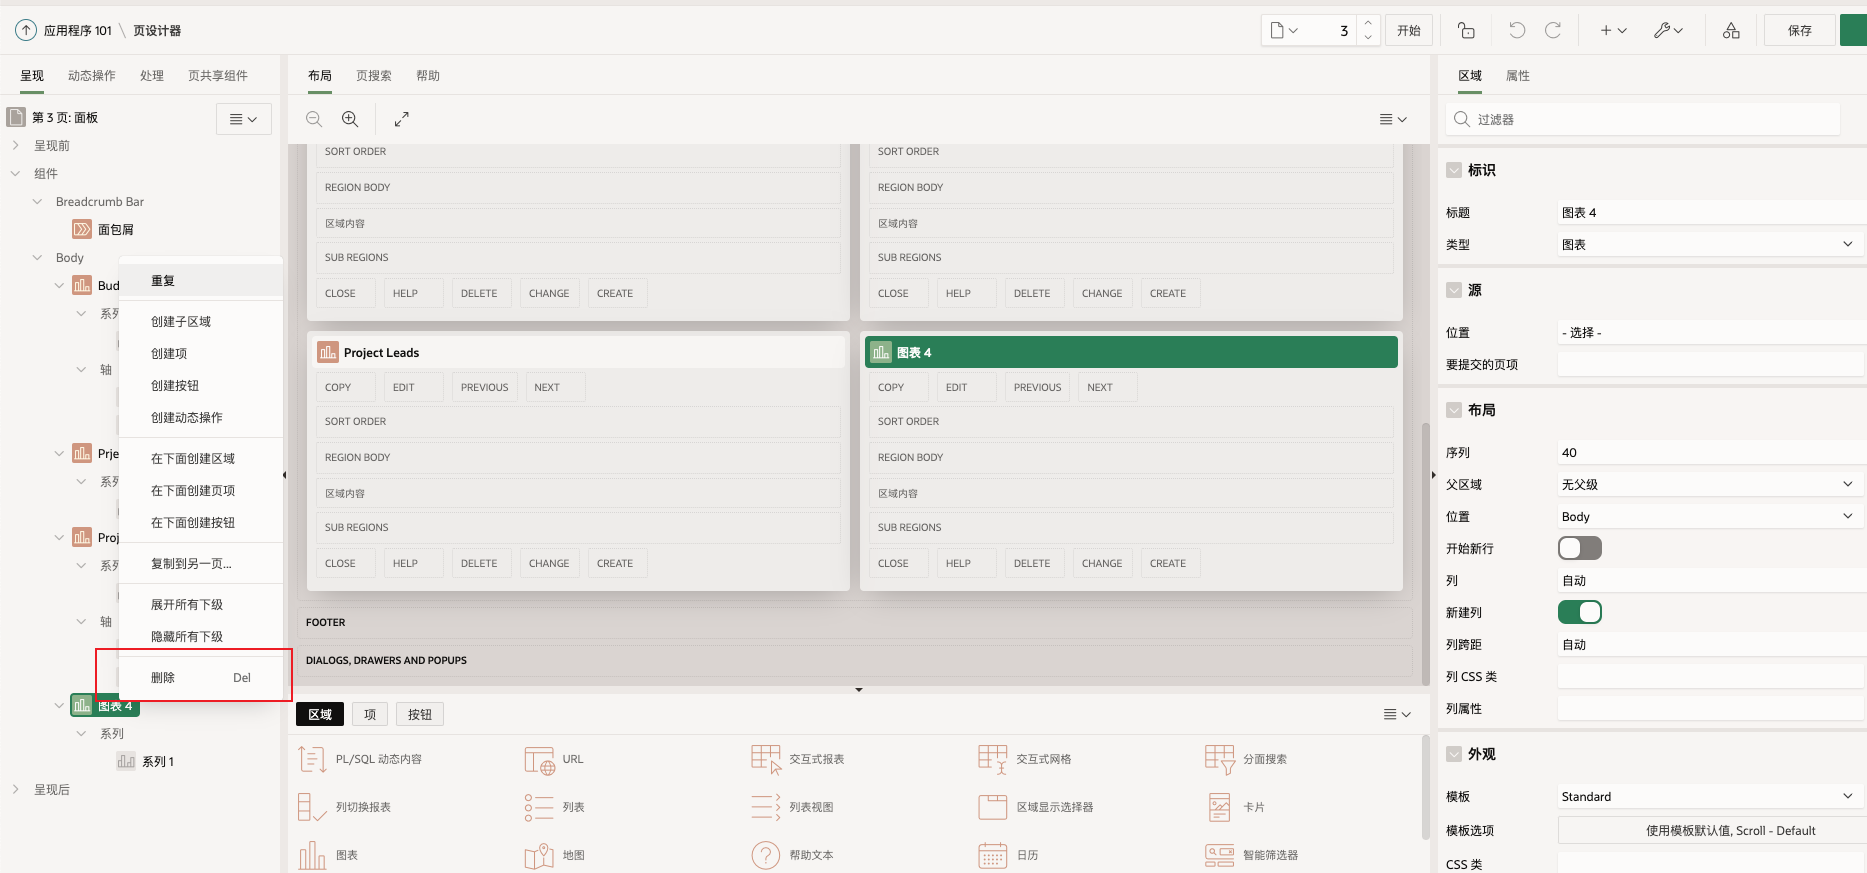 应用程序 101 \ 页设计器
3
开始
保存
呈现 动态操作 处理 页共享组件
布局 页搜索 帮助
区域 属性
第 3 页: 面板
呈现前
组件
Breadcrumb Bar
面包屑
Body
Bud
系列
轴
Prje
系列
Proj
系列
轴
图表 4
系列
系列 1
呈现后
重复
创建子区域
创建项
创建按钮
创建动态操作
在下面创建区域
在下面创建页项
在下面创建按钮
复制到另一页...
展开所有下级
隐藏所有下级
删除 Del
SORT ORDER
REGION BODY
区域内容
SUB REGIONS
CLOSE HELP DELETE CHANGE CREATE
SORT ORDER
REGION BODY
区域内容
SUB REGIONS
CLOSE HELP DELETE CHANGE CREATE
Project Leads
COPY EDIT PREVIOUS NEXT
SORT ORDER
REGION BODY
区域内容
SUB REGIONS
CLOSE HELP DELETE CHANGE CREATE
图表 4
COPY EDIT PREVIOUS NEXT
SORT ORDER
REGION BODY
区域内容
SUB REGIONS
CLOSE HELP DELETE CHANGE CREATE
FOOTER
DIALOGS, DRAWERS AND POPUPS
区域 项 按钮
PL/SQL 动态内容 URL 交互式报表 交互式网格 分面搜索
列切换报表 列表 列表视图 区域显示选择器 卡片
图表 地图 帮助文本 日历 智能筛选器
过滤器
标识
标题 图表 4
类型 图表
源
位置 - 选择 -
要提交的页项
布局
序列 40
父区域 无父级
位置 Body
开始新行
列 自动
新建列
列跨距 自动
列 CSS 类
列属性
外观
模板 Standard
模板选项 使用模板默认值, Scroll - Default
CSS 类